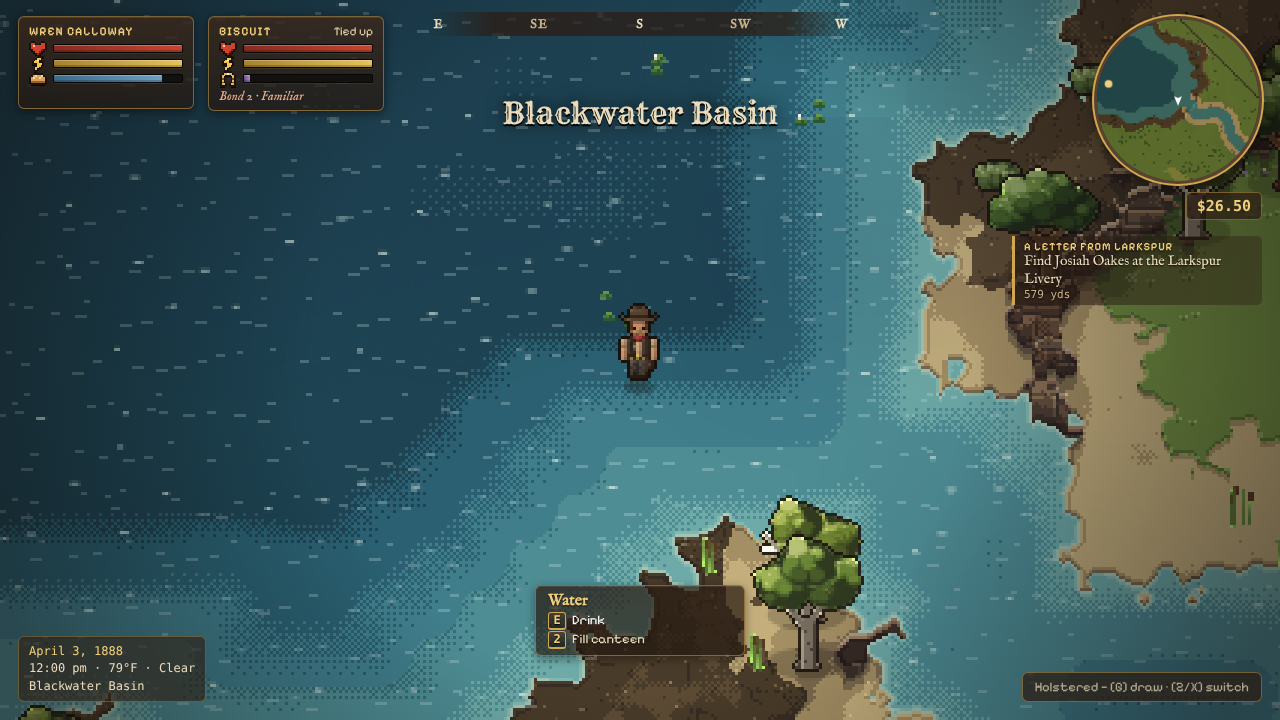 WREN CALLOWAY
BISCUIT Tied up
Bond 2 · Familiar
E SE S SW W
Blackwater Basin
$26.50
A LETTER FROM LARKSPUR
Find Josiah Oakes at the Larkspur
Livery
579 yds
Water
E Drink
2 Fill canteen
April 3, 1888
12:00 pm · 79°F · Clear
Blackwater Basin
Holstered - [G] draw · [Z/X] switch